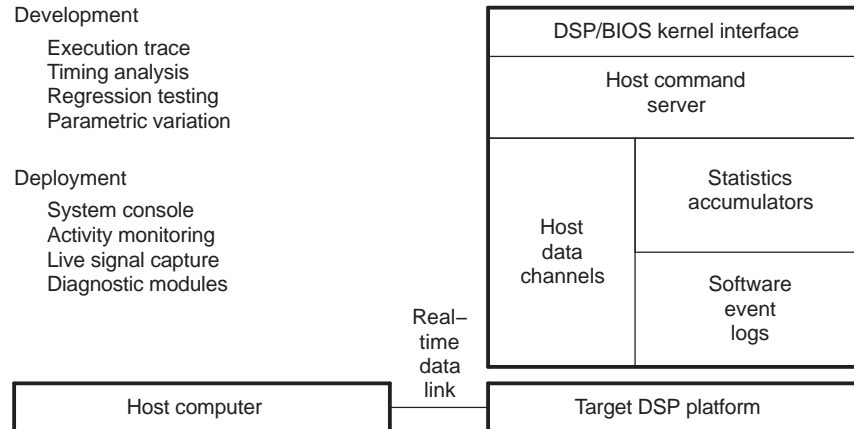 Development
Execution trace
Timing analysis
Regression testing
Parametric variation
Deployment
System console
Activity monitoring
Live signal capture
Diagnostic modules
DSP/BIOS kernel interface
Host command
server
Host
data
channels
Statistics
accumulators
Software
event
logs
Real–
time
data
link
Host computer
Target DSP platform